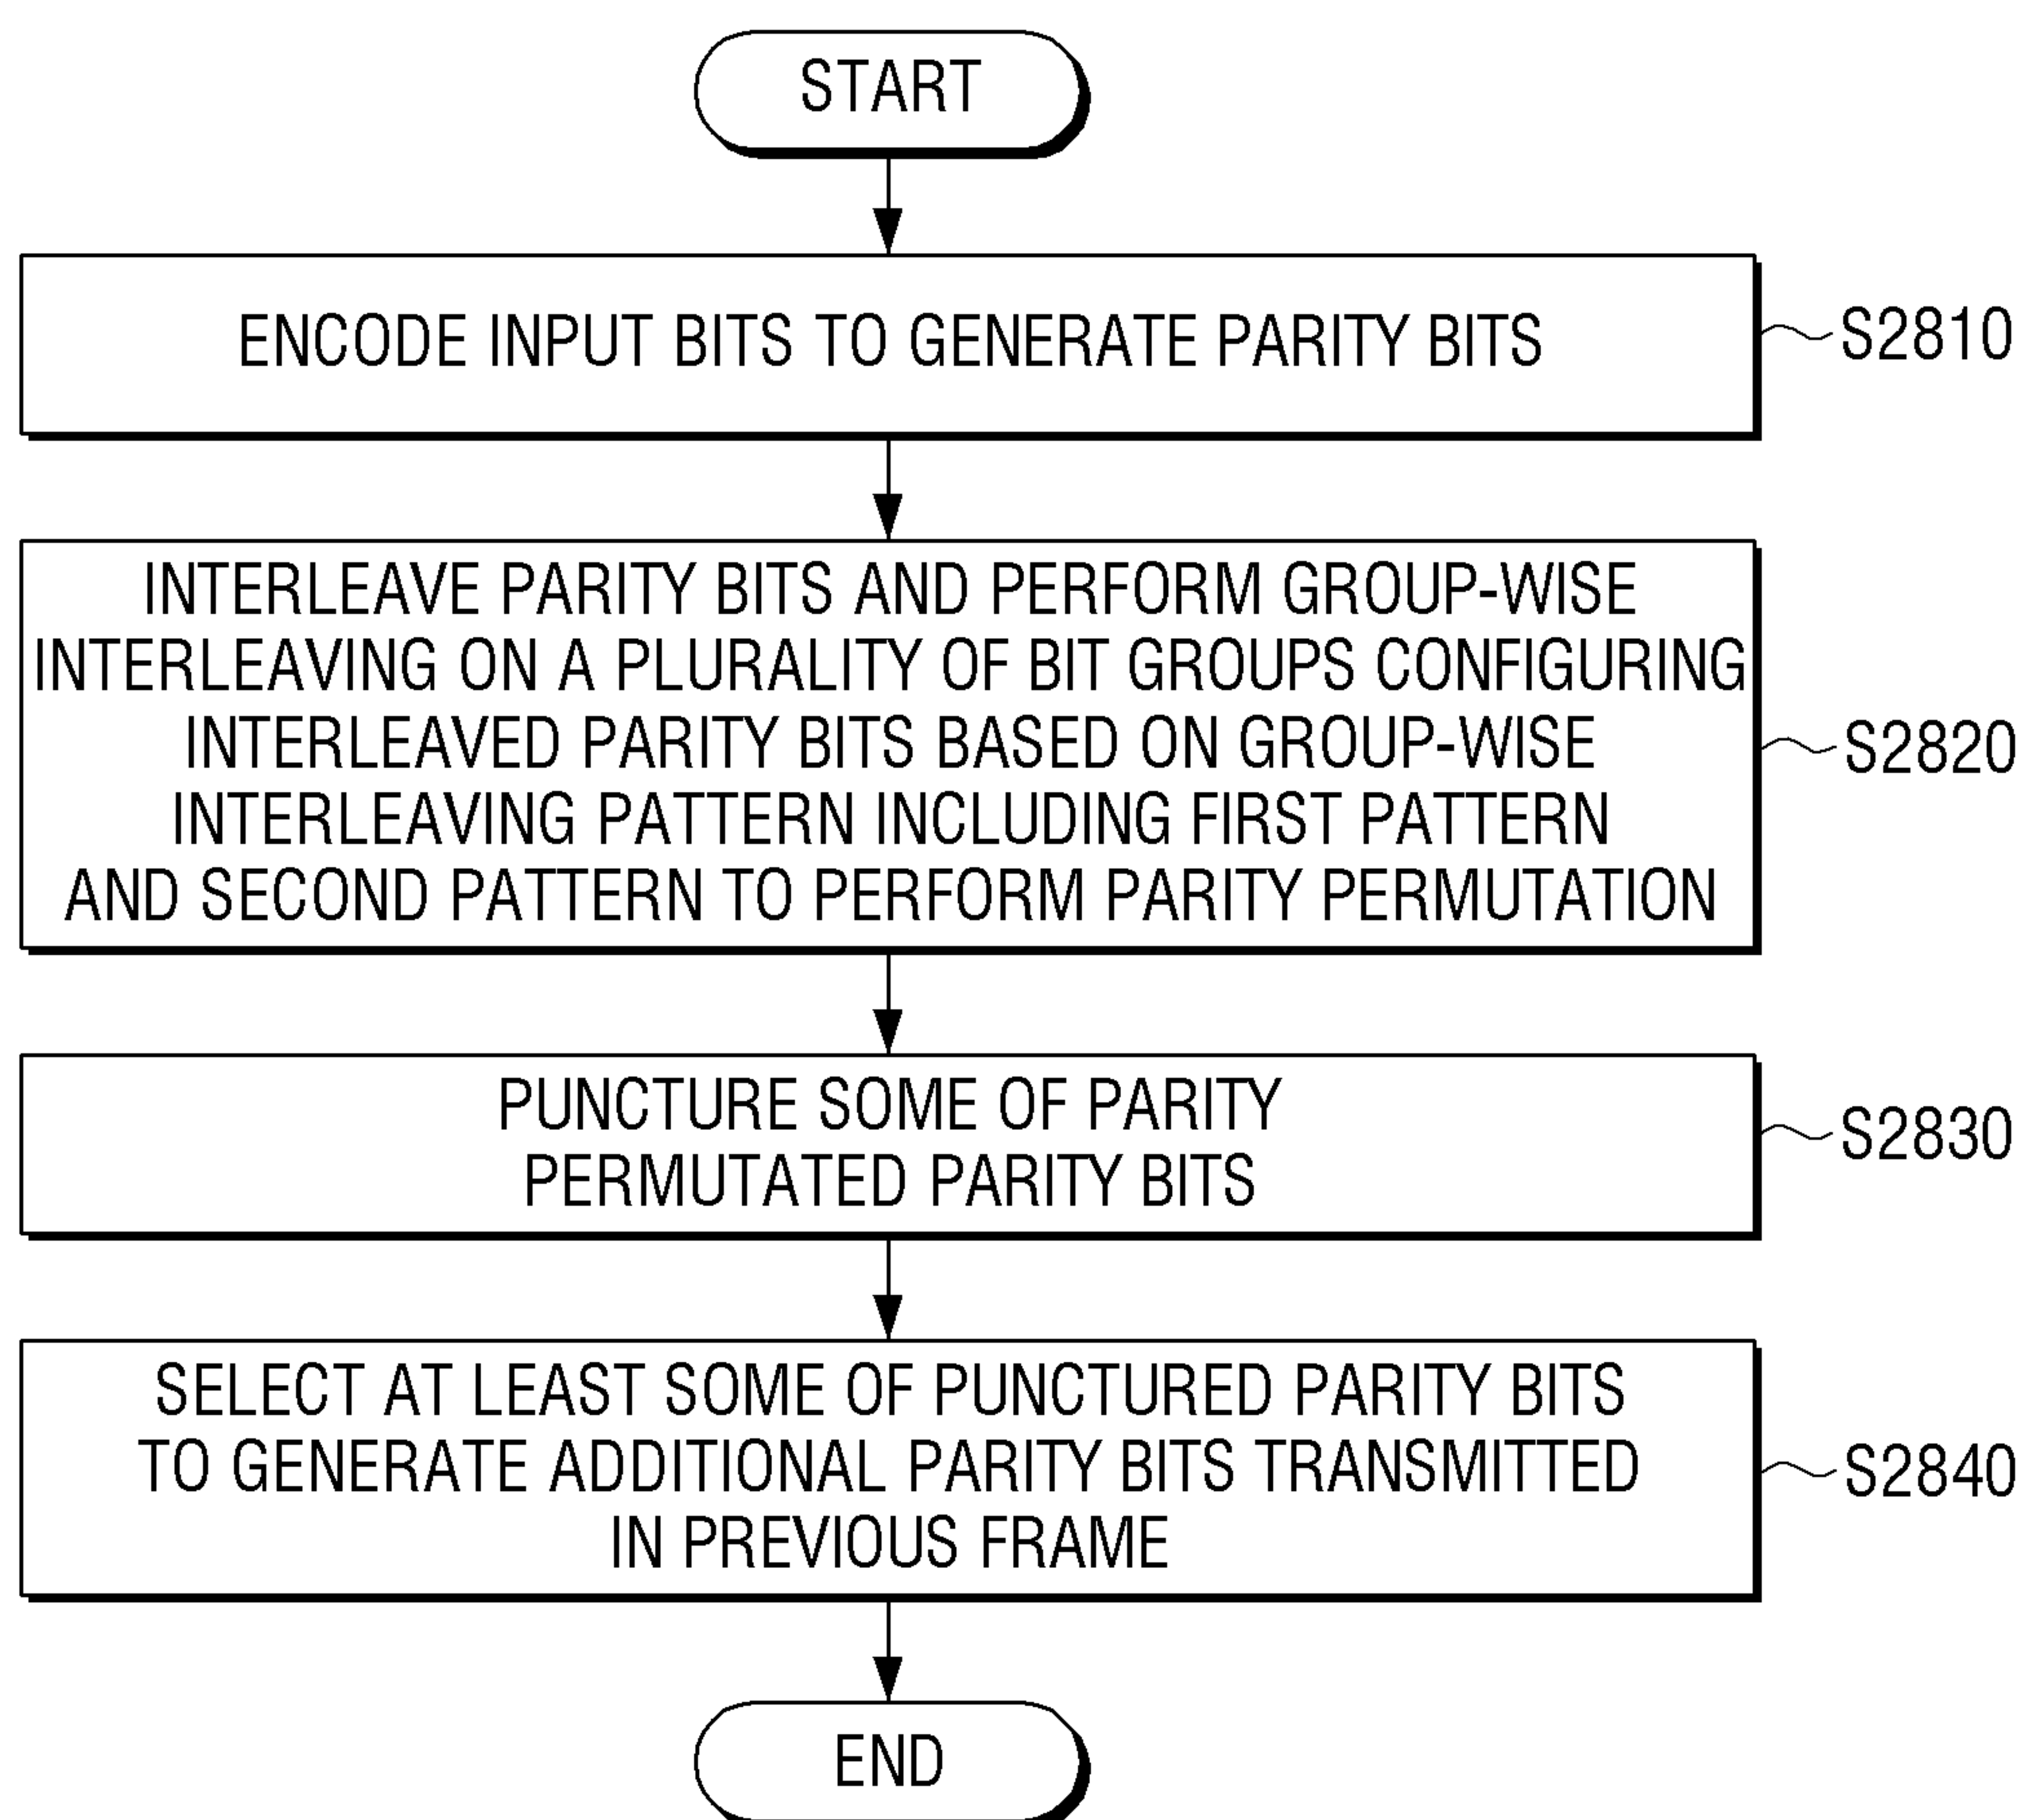 START
ENCODE INPUT BITS TO GENERATE PARITY BITS
S2810
INTERLEAVE PARITY BITS AND PERFORM GROUP-WISE
INTERLEAVING ON A PLURALITY OF BIT GROUPS CONFIGURING
INTERLEAVED PARITY BITS BASED ON GROUP-WISE
INTERLEAVING PATTERN INCLUDING FIRST PATTERN
AND SECOND PATTERN TO PERFORM PARITY PERMUTATION
S2820
PUNCTURE SOME OF PARITY
PERMUTATED PARITY BITS
S2830
SELECT AT LEAST SOME OF PUNCTURED PARITY BITS
TO GENERATE ADDITIONAL PARITY BITS TRANSMITTED
IN PREVIOUS FRAME
S2840
END